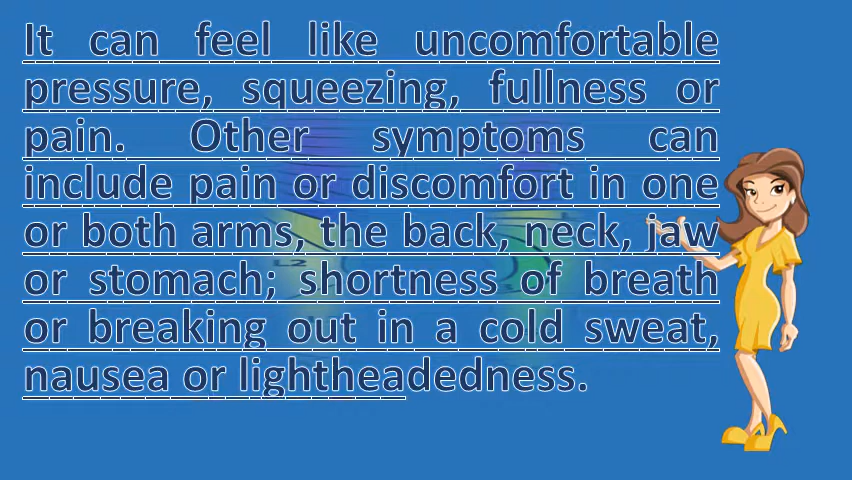 It can feel like uncomfortable
pressure, squeezing, fullness or
pain. Other symptoms can
include pain or discomfort in one
or both arms, the back, neck, jaw
or stomach; shortness of breath
or breaking out in a cold sweat,
nausea or lightheadedness.